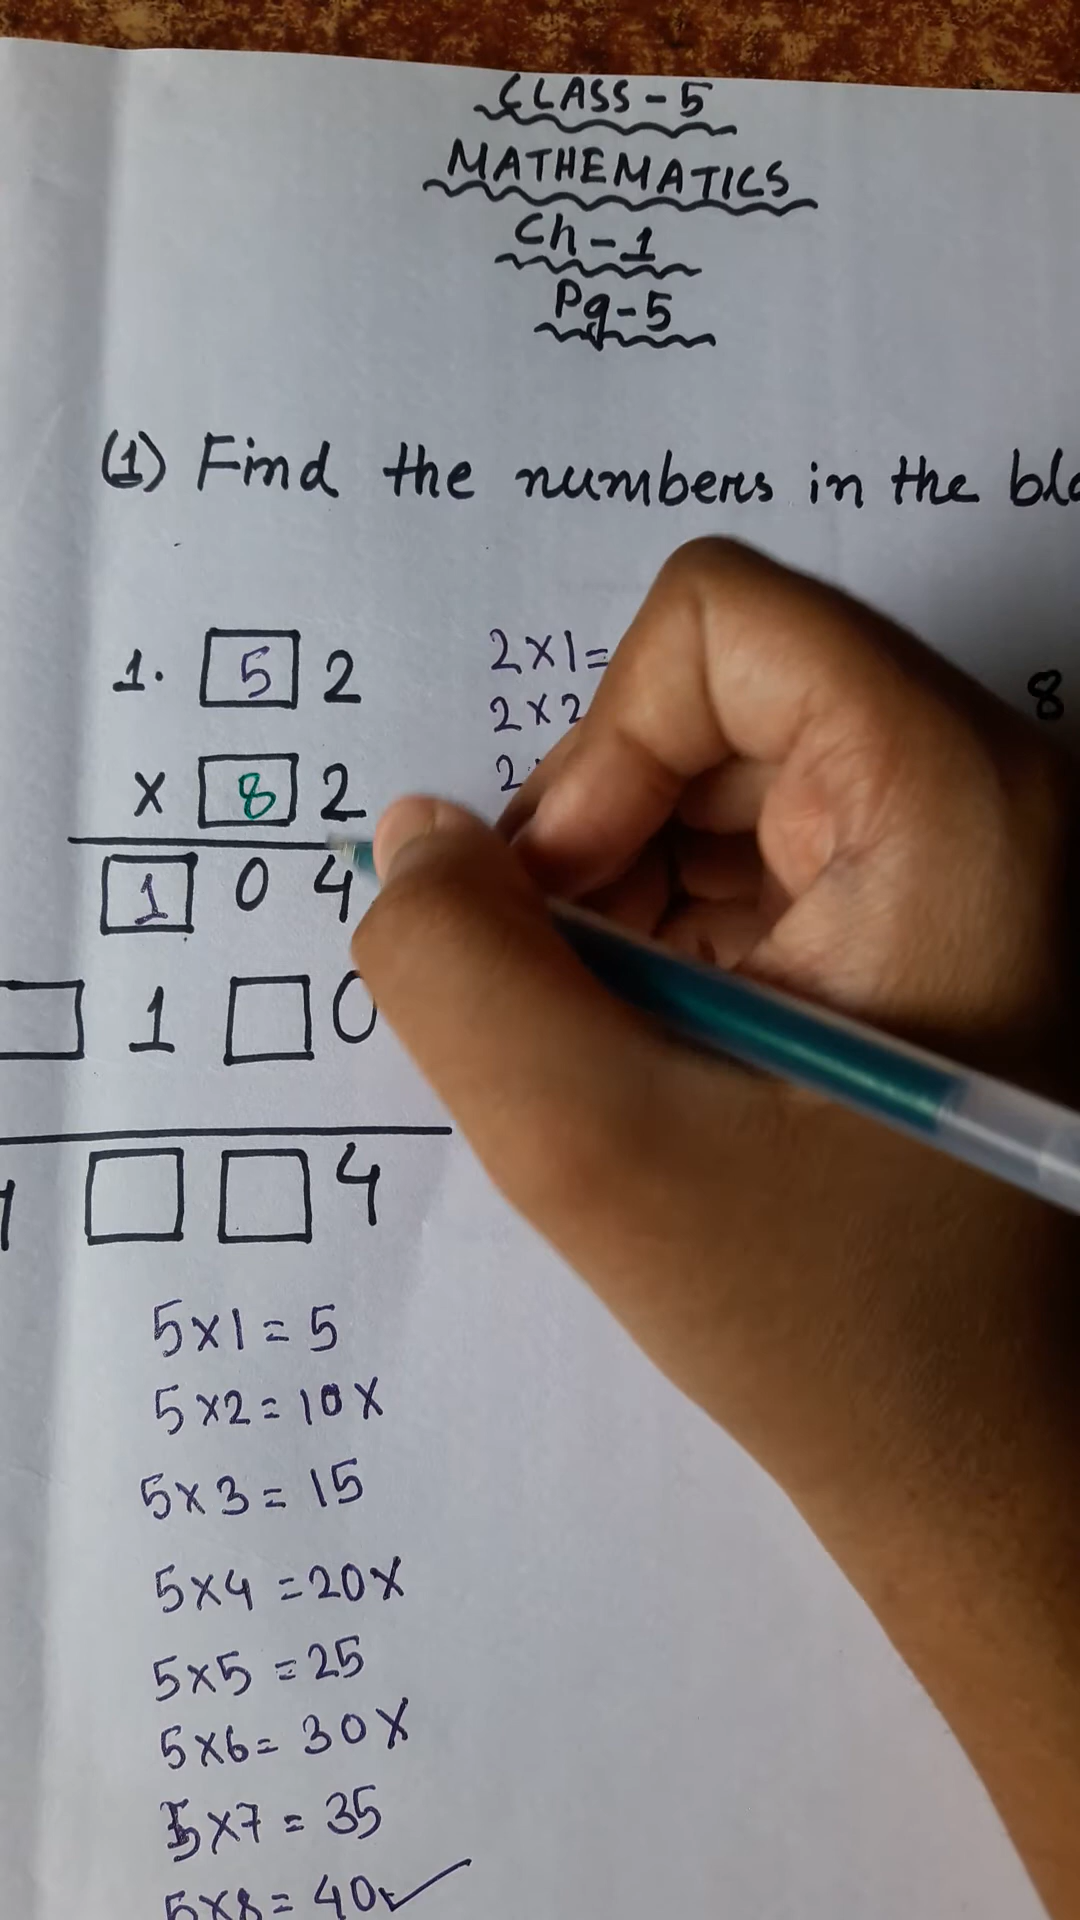 CLASS-5
MATHEMATICS
Ch-1
Pg-5
(1) Find the numbers in the
1. 5 2
x 8 2
1 0 4
1 0
4
2x1=
2x2
2
8
5x1=5
5x2=10x
5x3=15
5x4=20x
5x5=25
5x6=30x
5x7=35
5x8=40✓